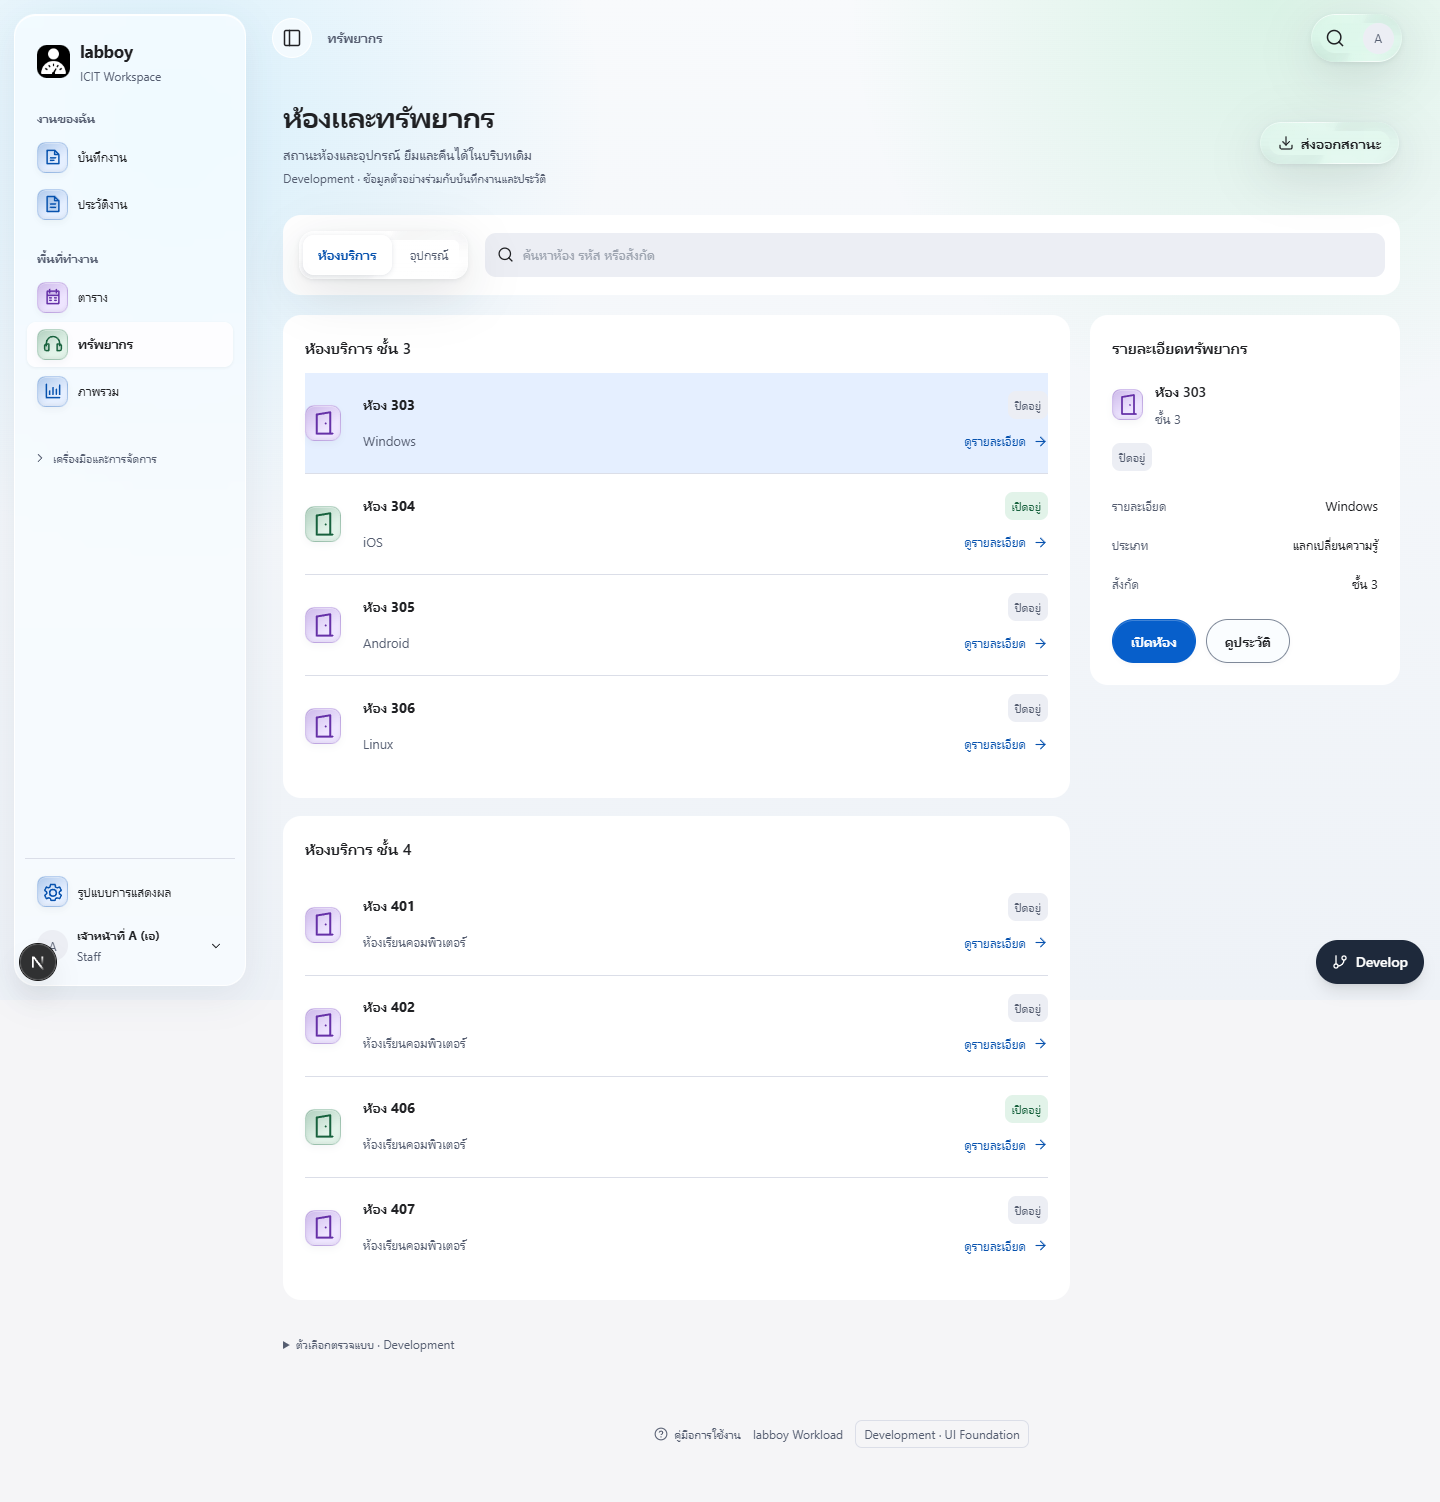 labboy
ICIT Workspace
งานของฉัน
บันทึกงาน
ประวัติงาน
พื้นที่ทำงาน
ตาราง
ทรัพยากร
ภาพรวม
เครื่องมือและการจัดการ
รูปแบบการแสดงผล
A
เจ้าหน้าที่ A (เอ)
Staff
N
ทรัพยากร
A
ห้องและทรัพยากร
สถานะห้องและอุปกรณ์ ยืมและคืนได้ในบริบทเดิม
Development · ข้อมูลตัวอย่างร่วมกับบันทึกงานและประวัติ
ส่งออกสถานะ
ห้องบริการ
อุปกรณ์
ค้นหาห้อง รหัส หรือสังกัด
ห้องบริการ ชั้น 3
ห้อง 303
ปิดอยู่
Windows
ดูรายละเอียด
ห้อง 304
เปิดอยู่
iOS
ดูรายละเอียด
ห้อง 305
ปิดอยู่
Android
ดูรายละเอียด
ห้อง 306
ปิดอยู่
Linux
ดูรายละเอียด
ห้องบริการ ชั้น 4
ห้อง 401
ปิดอยู่
ห้องเรียนคอมพิวเตอร์
ดูรายละเอียด
ห้อง 402
ปิดอยู่
ห้องเรียนคอมพิวเตอร์
ดูรายละเอียด
ห้อง 406
เปิดอยู่
ห้องเรียนคอมพิวเตอร์
ดูรายละเอียด
ห้อง 407
ปิดอยู่
ห้องเรียนคอมพิวเตอร์
ดูรายละเอียด
รายละเอียดทรัพยากร
ห้อง 303
ชั้น 3
ปิดอยู่
รายละเอียด Windows
ประเภท แลกเปลี่ยนความรู้
สังกัด ชั้น 3
เปิดห้อง
ดูประวัติ
Develop
ตัวเลือกตรวจแบบ · Development
คู่มือการใช้งาน labboy Workload Development · UI Foundation